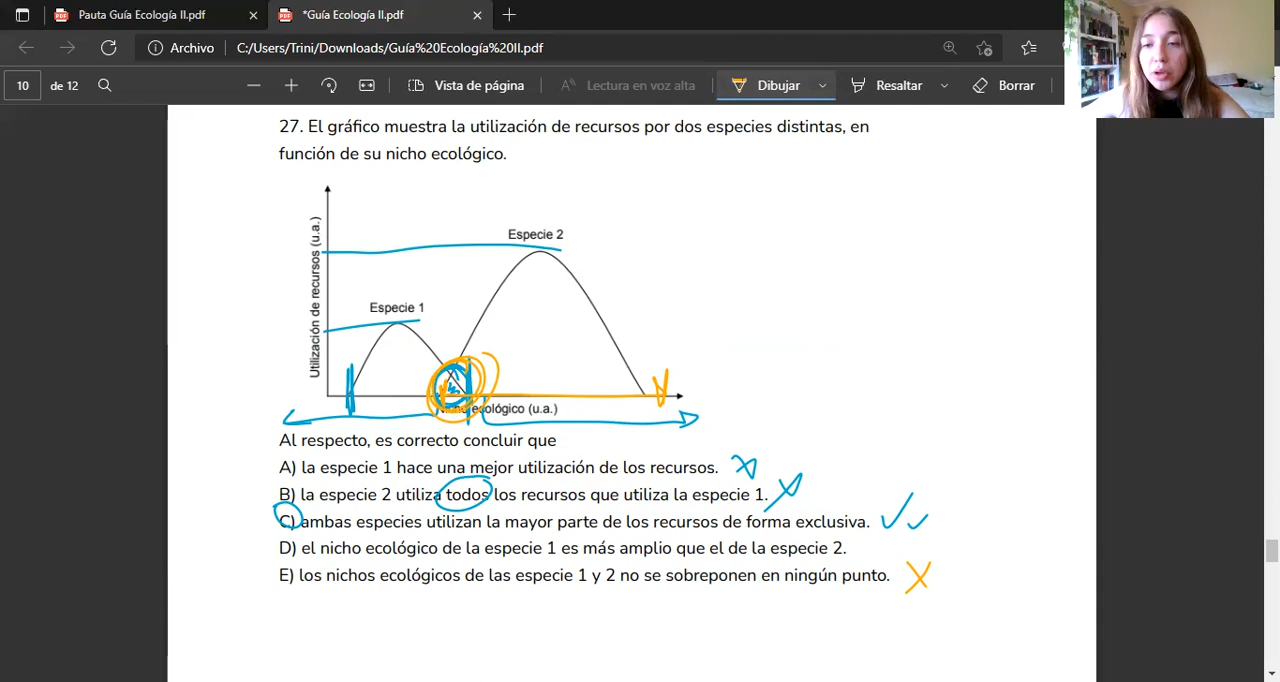 Pauta Guía Ecología II.pdf
*Guía Ecología II.pdf
Archivo
C:/Users/Trini/Downloads/Guía%20Ecología%20II.pdf
10 de 12
Vista de página
Lectura en voz alta
Dibujar
Resaltar
Borrar
27. El gráfico muestra la utilización de recursos por dos especies distintas, en
función de su nicho ecológico.
Utilización de recursos (u.a.)
Especie 2
Especie 1
Nicho ecológico (u.a.)
Al respecto, es correcto concluir que
A) la especie 1 hace una mejor utilización de los recursos.
B) la especie 2 utiliza todos los recursos que utiliza la especie 1.
C) ambas especies utilizan la mayor parte de los recursos de forma exclusiva.
D) el nicho ecológico de la especie 1 es más amplio que el de la especie 2.
E) los nichos ecológicos de las especie 1 y 2 no se sobreponen en ningún punto.